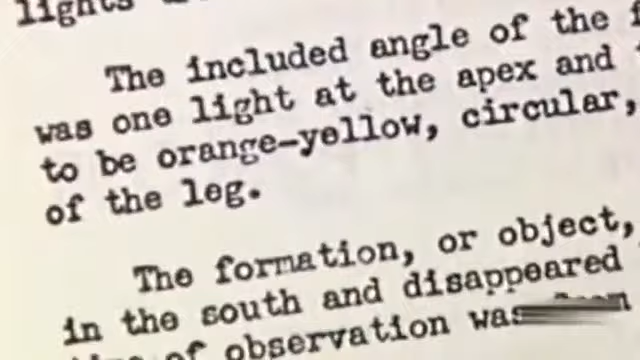 lights
The included angle of the
was one light at the apex and
to be orange-yellow, circular,
of the leg.
The formation, or object,
in the south and disappeared
of observation was